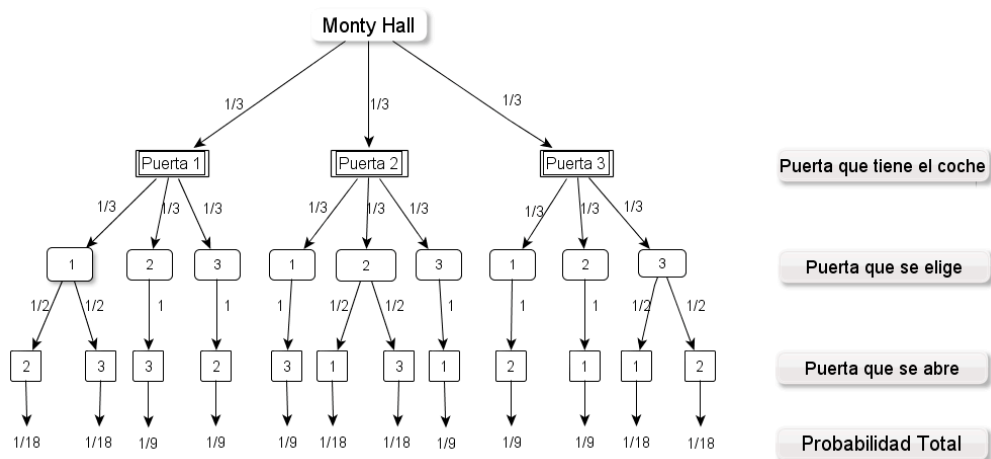 Monty Hall
1/3 1/3 1/3
Puerta 1 Puerta 2 Puerta 3 Puerta que tiene el coche
1/3 1/3 1/3 1/3 1/3 1/3 1/3 1/3 1/3
1 2 3 1 2 3 1 2 3 Puerta que se elige
1/2 1/2 1 1 1 1/2 1/2 1 1 1 1/2 1/2
2 3 3 2 3 1 3 1 2 1 1 2 Puerta que se abre
1/18 1/18 1/9 1/9 1/9 1/18 1/18 1/9 1/9 1/9 1/18 1/18 Probabilidad Total